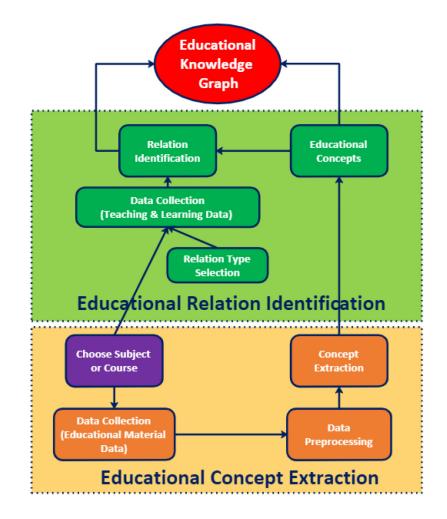 Educational
Knowledge
Graph
Relation
Identification
Educational
Concepts
Data Collection
(Teaching & Learning Data)
Relation Type
Selection
Educational Relation Identification
Choose Subject
or Course
Concept
Extraction
Data Collection
(Educational Material
Data)
Data
Preprocessing
Educational Concept Extraction